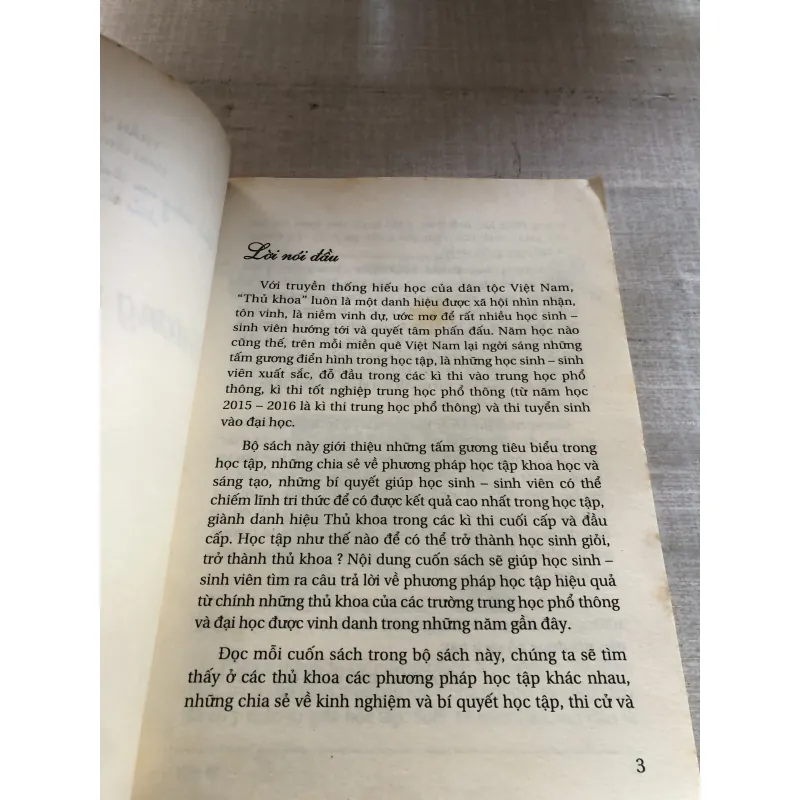 Lời nói đầu
Với truyền thống hiếu học của dân tộc Việt Nam,
“Thủ khoa” luôn là một danh hiệu được xã hội nhìn nhận,
tôn vinh, là niềm vinh dự, ước mơ để rất nhiều học sinh –
sinh viên hướng tới và quyết tâm phấn đấu. Năm học nào
cũng thế, trên mỗi miền quê Việt Nam lại ngời sáng những
tấm gương điển hình trong học tập, là những học sinh – sinh
viên xuất sắc, đỗ đầu trong các kì thi vào trung học phổ
thông, kì thi tốt nghiệp trung học phổ thông (từ năm học
2015 – 2016 là kì thi trung học phổ thông) và thi tuyển sinh
vào đại học.
Bộ sách này giới thiệu những tấm gương tiêu biểu trong
học tập, những chia sẻ về phương pháp học tập khoa học và
sáng tạo, những bí quyết giúp học sinh – sinh viên có thể
chiếm lĩnh tri thức để có được kết quả cao nhất trong học tập,
giành danh hiệu Thủ khoa trong các kì thi cuối cấp và đầu
cấp. Học tập như thế nào để có thể trở thành học sinh giỏi,
trở thành thủ khoa ? Nội dung cuốn sách sẽ giúp học sinh –
sinh viên tìm ra câu trả lời về phương pháp học tập hiệu quả
từ chính những thủ khoa của các trường trung học phổ thông
và đại học được vinh danh trong những năm gần đây.
Đọc mỗi cuốn sách trong bộ sách này, chúng ta sẽ tìm
thấy ở các thủ khoa các phương pháp học tập khác nhau,
những chia sẻ về kinh nghiệm và bí quyết học tập, thi cử và
3